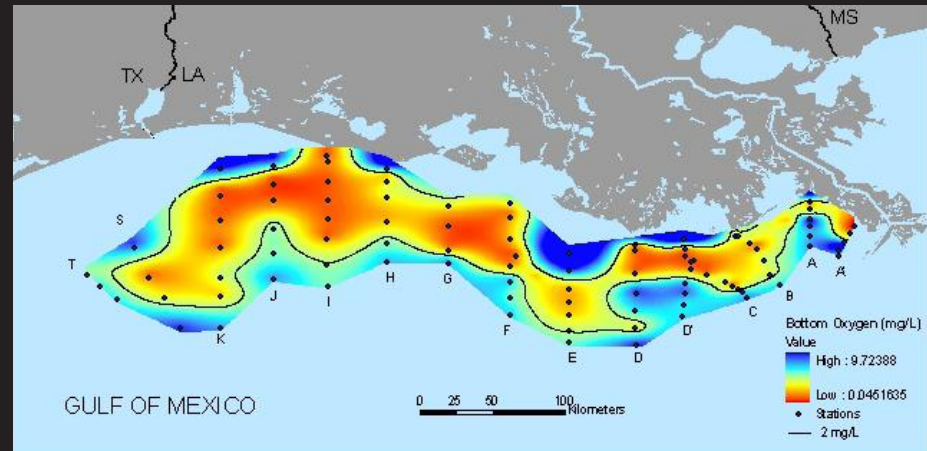 MS
TX LA
S
T
K
J
I
H
G
F
E
D
D'
C
B
A
A'
GULF OF MEXICO
0 25 50 100
Kilometers
Bottom Oxygen (mg/L)
Value
High : 9.72388
Low : 0.0451635
Stations
2 mg/L